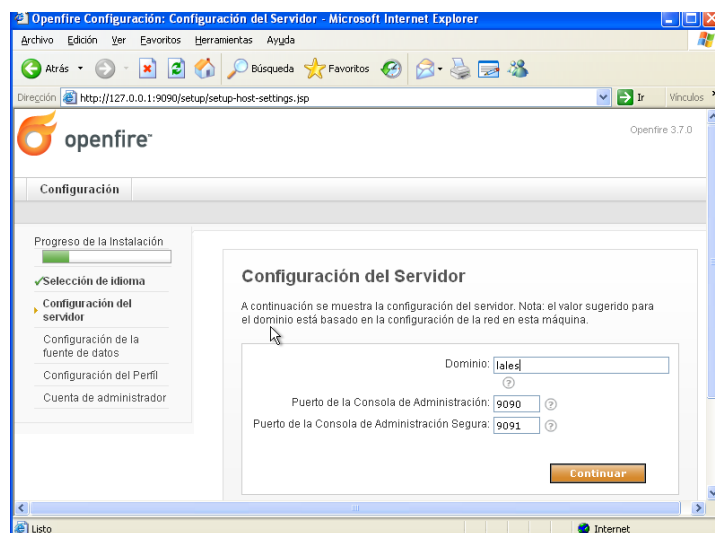 Openfire Configuración: Configuración del Servidor - Microsoft Internet Explorer
Archivo Edición Ver Favoritos Herramientas Ayuda
Atrás Búsqueda Favoritos
Dirección http://127.0.0.1:9090/setup/setup-host-settings.jsp Ir Vínculos
openfire™
Openfire 3.7.0
Configuración
Progreso de la Instalación
Selección de idioma
Configuración del
servidor
Configuración de la
fuente de datos
Configuración del Perfil
Cuenta de administrador
Configuración del Servidor
A continuación se muestra la configuración del servidor. Nota: el valor sugerido para
el dominio está basado en la configuración de la red en esta máquina.
Dominio: lales
?
Puerto de la Consola de Administración: 9090 ?
Puerto de la Consola de Administración Segura: 9091 ?
Continuar
Listo Internet